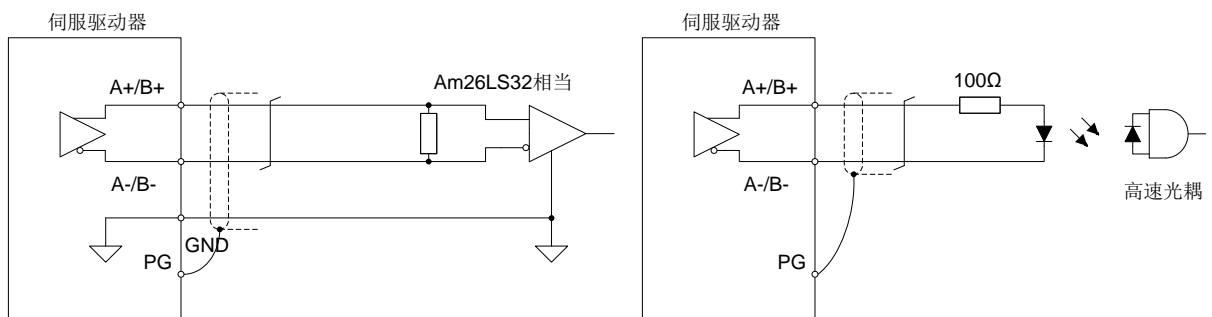 伺服驱动器
A+/B+
Am26LS32相当
A-/B-
GND
PG
伺服驱动器
A+/B+
100Ω
A-/B-
高速光耦
PG